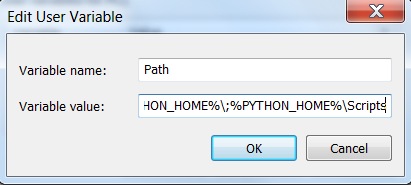 Edit User Variable
Variable name: Path
Variable value: HON_HOME%\;%PYTHON_HOME%\Scripts
OK Cancel